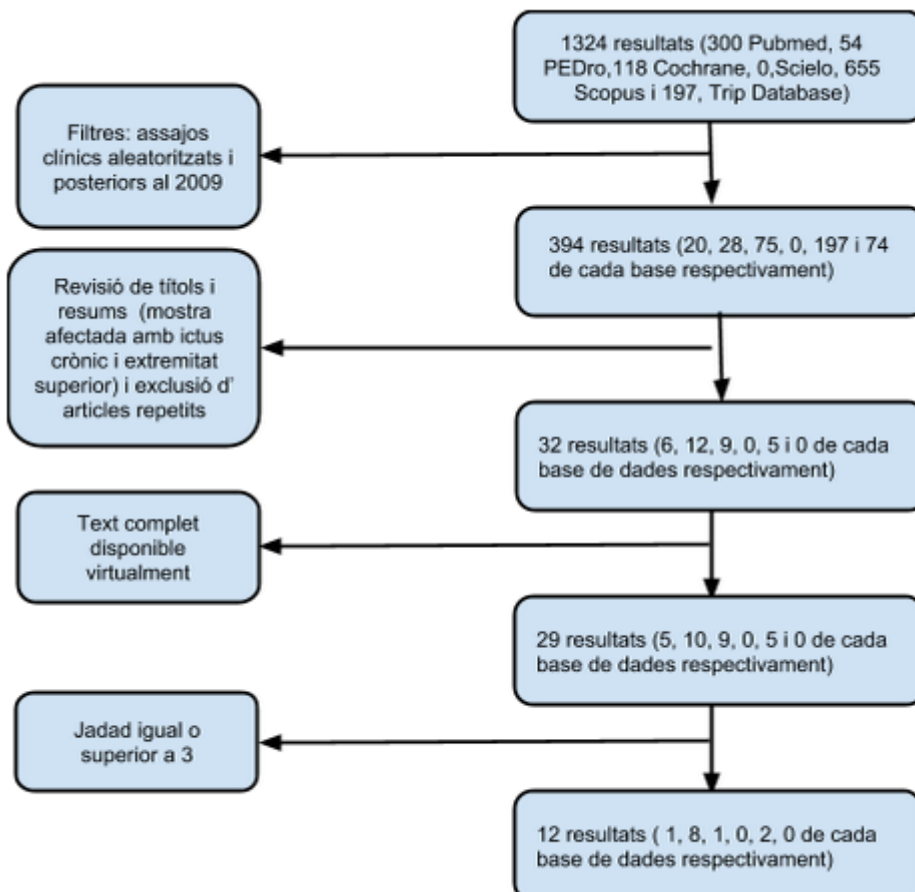 1324 resultats (300 Pubmed, 54
PEDro,118 Cochrane, 0,Scielo, 655
Scopus i 197, Trip Database)
Filtres: assajos
clínics aleatoritzats i
posteriors al 2009
394 resultats (20, 28, 75, 0, 197 i 74
de cada base respectivament)
Revisió de títols i
resums (mostra
afectada amb ictus
crònic i extremitat
superior) i exclusió d'
articles repetits
32 resultats (6, 12, 9, 0, 5 i 0 de cada
base de dades respectivament)
Text complet
disponible
virtualment
29 resultats (5, 10, 9, 0, 5 i 0 de cada
base de dades respectivament)
Jadad igual o
superior a 3
12 resultats ( 1, 8, 1, 0, 2, 0 de cada
base de dades respectivament)